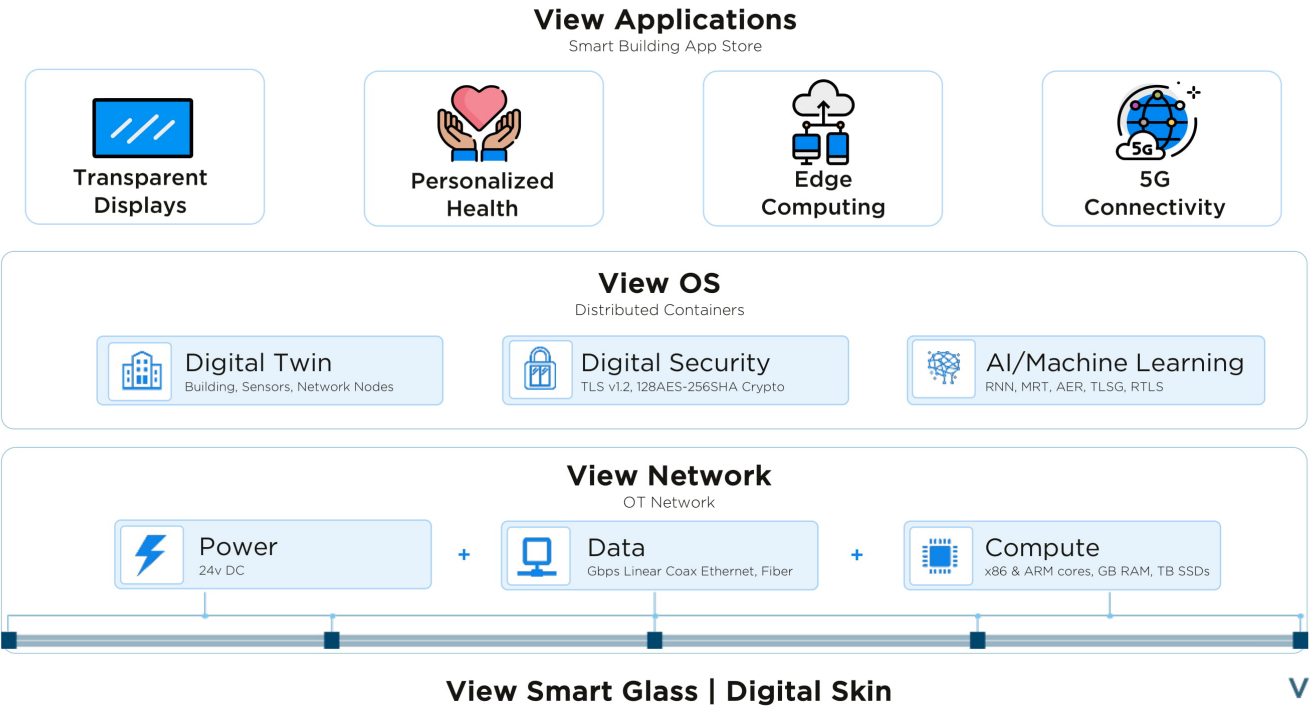 View Applications
Smart Building App Store
Transparent
Displays
Personalized
Health
Edge
Computing
5G
5G
Connectivity
View OS
Distributed Containers
Digital Twin
Building, Sensors, Network Nodes
Digital Security
TLS v1.2, 128AES-256SHA Crypto
AI/Machine Learning
RNN, MRT, AER, TLSG, RTLS
View Network
OT Network
Power
24v DC
+
Data
Gbps Linear Coax Ethernet, Fiber
+
Compute
x86 & ARM cores, GB RAM, TB SSDs
View Smart Glass | Digital Skin
V